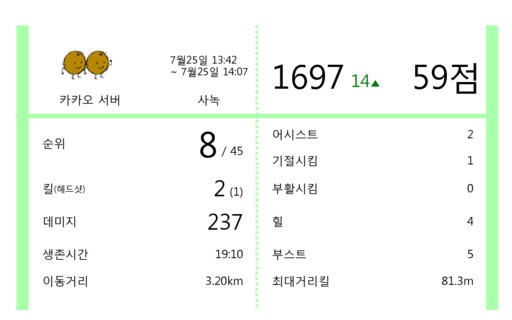 7월25일 13:42
~ 7월25일 14:07
카카오 서버
사녹
1697 14▲
59점
순위 8 / 45
킬(헤드샷) 2 (1)
데미지 237
생존시간 19:10
이동거리 3.20km
어시스트 2
기절시킴 1
부활시킴 0
힐 4
부스트 5
최대거리킬 81.3m